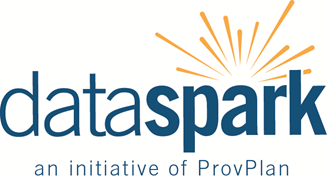 dataspark
an initiative of ProvPlan